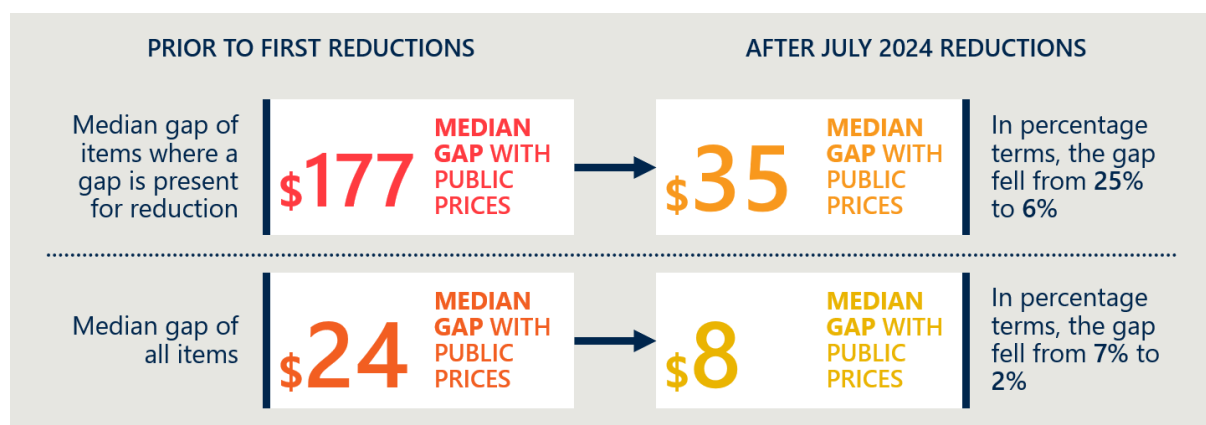 PRIOR TO FIRST REDUCTIONS
AFTER JULY 2024 REDUCTIONS
Median gap of
items where a
gap is present
for reduction
$177
MEDIAN
GAP WITH
PUBLIC
PRICES
$35
MEDIAN
GAP WITH
PUBLIC
PRICES
In percentage
terms, the gap
fell from 25%
to 6%
Median gap of
all items
$24
MEDIAN
GAP WITH
PUBLIC
PRICES
$8
MEDIAN
GAP WITH
PUBLIC
PRICES
In percentage
terms, the gap
fell from 7% to
2%